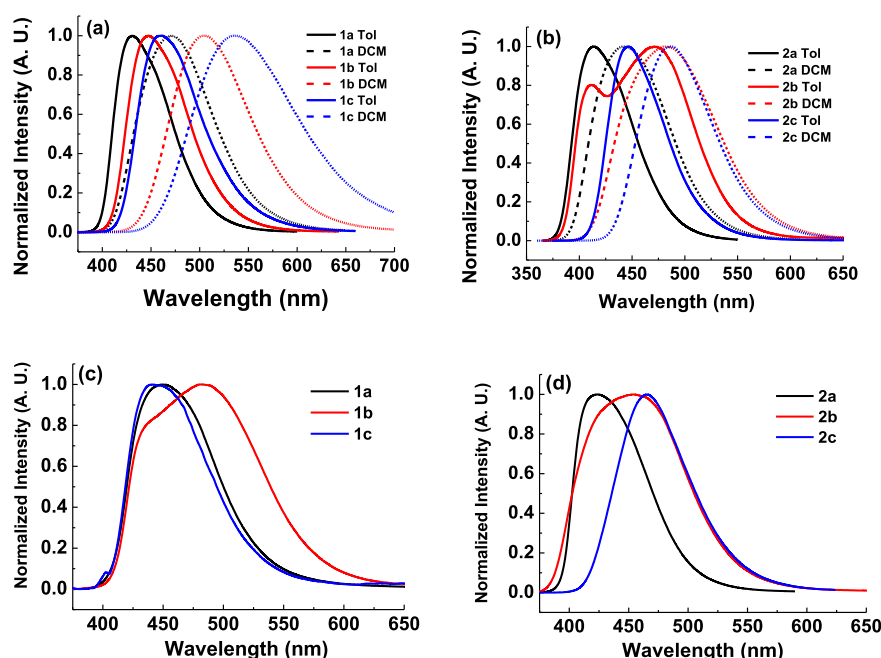 (a)
1a Tol
1a DCM
1b Tol
1b DCM
1c Tol
1c DCM
Normalized Intensity (A. U.)
1.0
0.8
0.6
0.4
0.2
0.0
400 450 500 550 600 650 700
Wavelength (nm)
(b)
2a Tol
2a DCM
2b Tol
2b DCM
2c Tol
2c DCM
Normalized Intensity (A. U.)
1.0
0.8
0.6
0.4
0.2
0.0
350 400 450 500 550 600 650
Wavelength (nm)
(c)
1a
1b
1c
Normalized Intensity (A. U.)
1.0
0.8
0.6
0.4
0.2
0.0
400 450 500 550 600 650
Wavelength (nm)
(d)
2a
2b
2c
Normalized Intensity (A. U.)
1.0
0.8
0.6
0.4
0.2
0.0
400 450 500 550 600 650
Wavelength (nm)